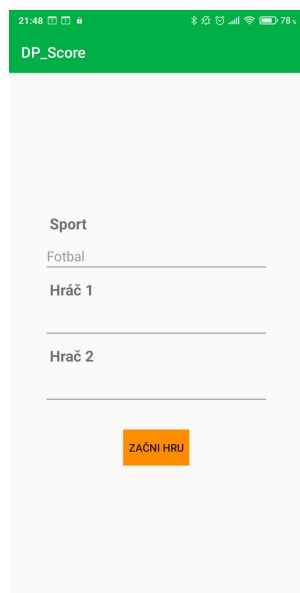 21:48 78%
DP_Score
Sport
Fotbal
Hráč 1
Hrač 2
ZAČNI HRU